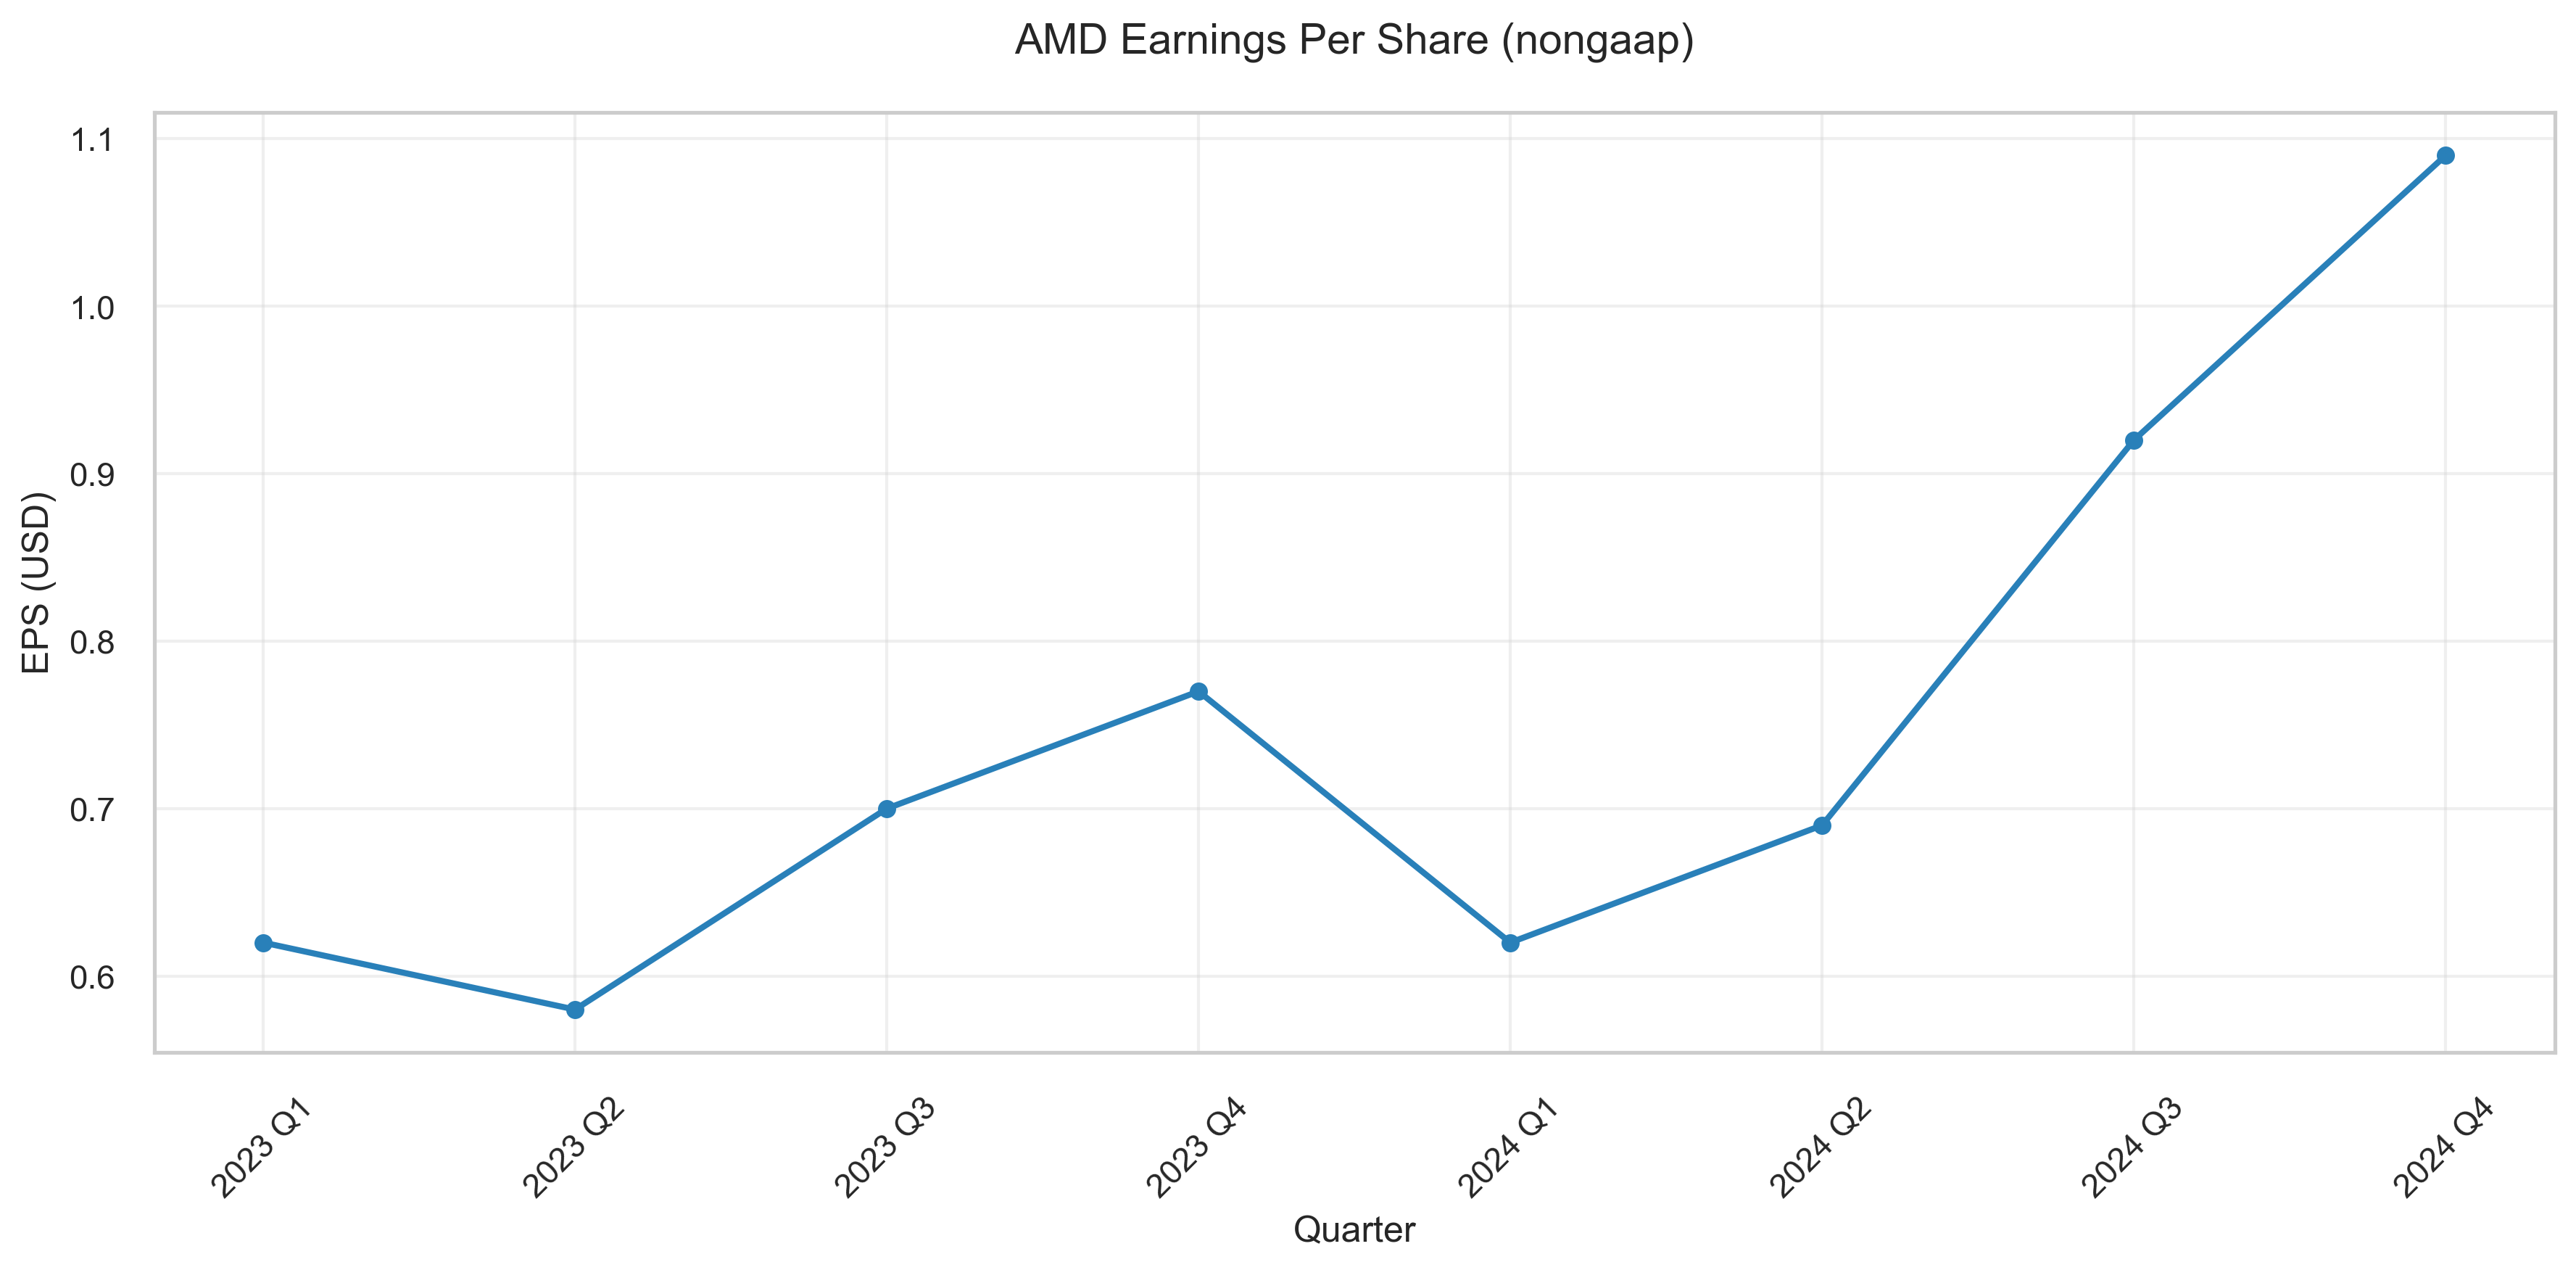 AMD Earnings Per Share (nongaap)
1.1
1.0
0.9
0.8
0.7
0.6
EPS (USD)
2023 Q1
2023 Q2
2023 Q3
2023 Q4
2024 Q1
2024 Q2
2024 Q3
2024 Q4
Quarter